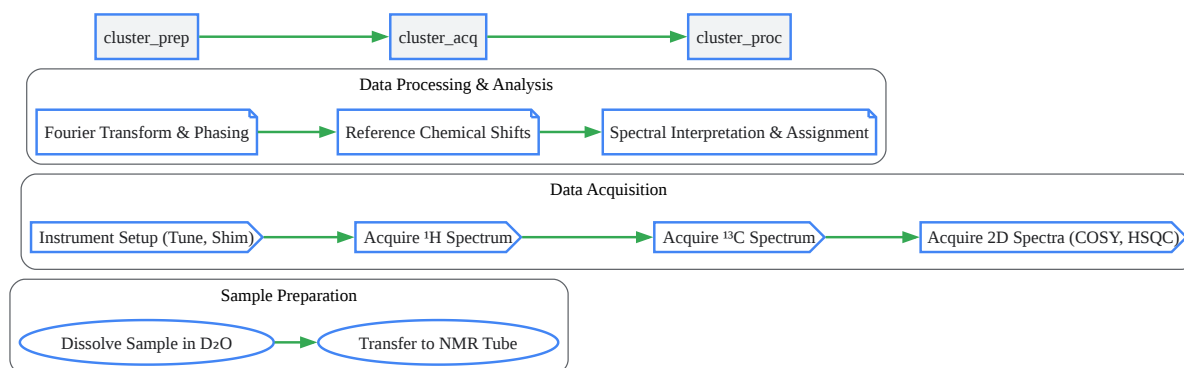 cluster_prep
cluster_acq
cluster_proc
Data Processing & Analysis
Fourier Transform & Phasing
Reference Chemical Shifts
Spectral Interpretation & Assignment
Data Acquisition
Instrument Setup (Tune, Shim)
Acquire ¹H Spectrum
Acquire ¹³C Spectrum
Acquire 2D Spectra (COSY, HSQC)
Sample Preparation
Dissolve Sample in D₂O
Transfer to NMR Tube